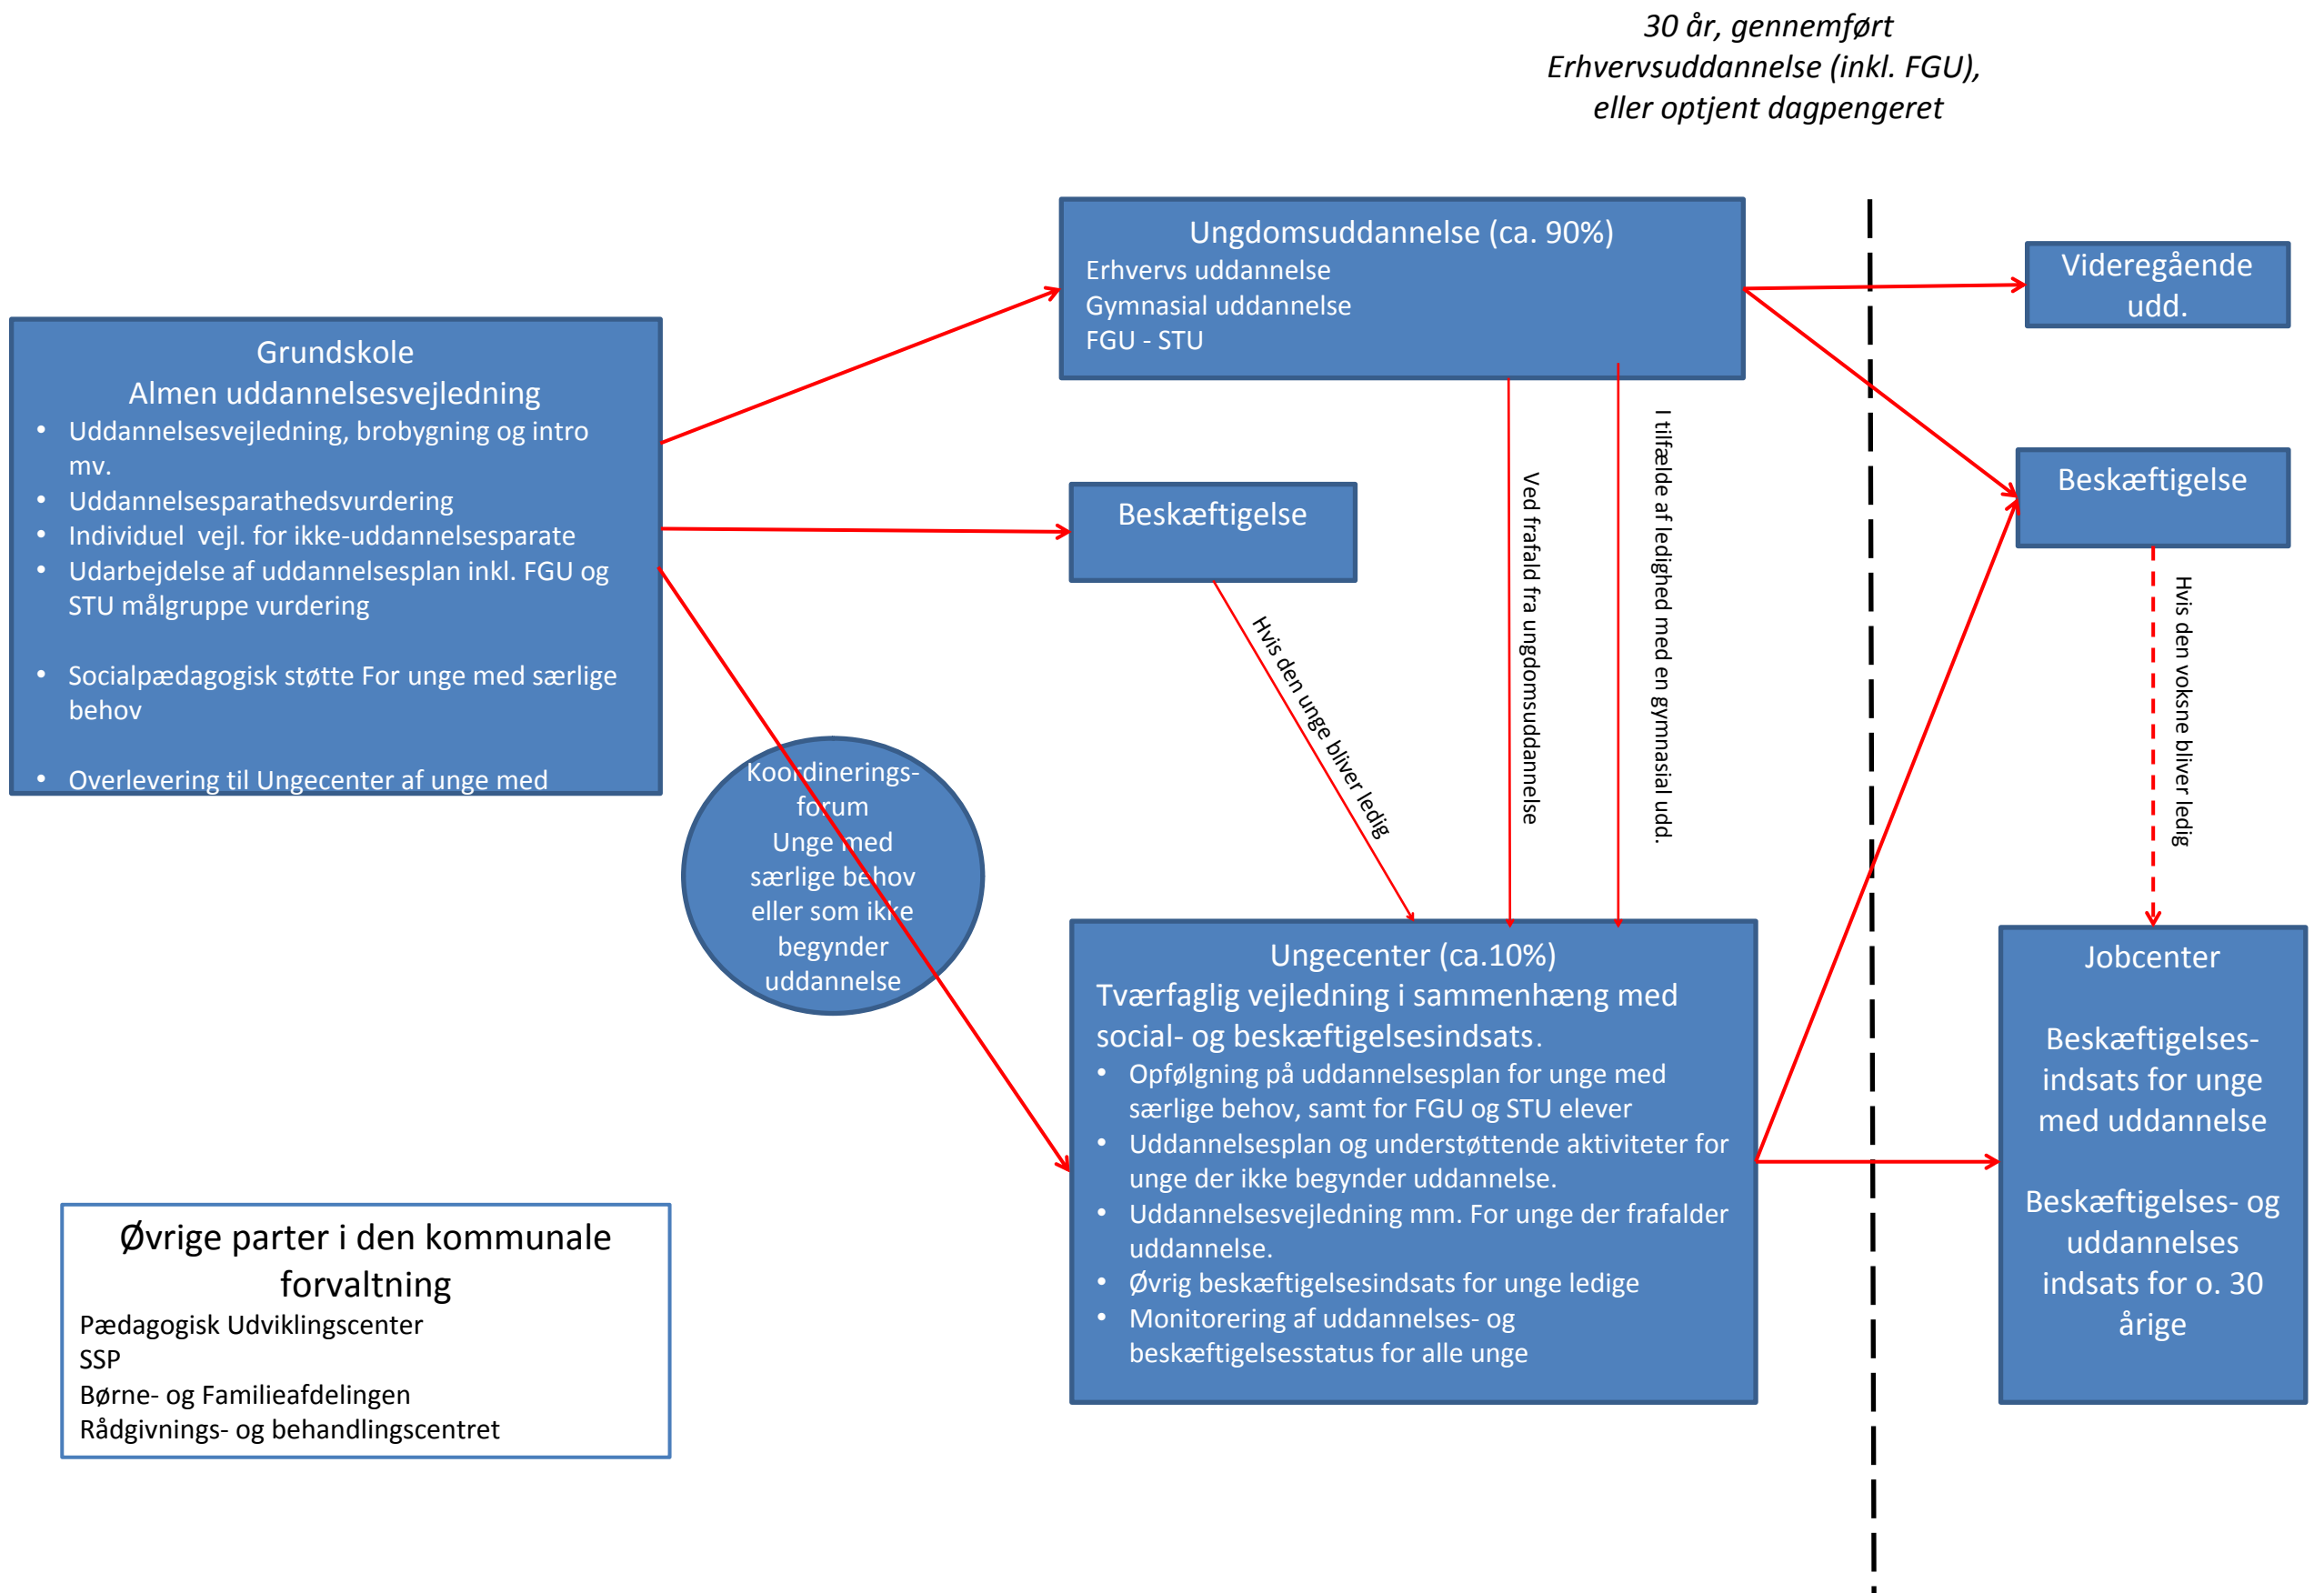 30 år, gennemført
Erhvervsuddannelse (inkl. FGU),
eller optjent dagpengeret
Grundskole
Almen uddannelsesvejledning
• Uddannelsesvejledning, brobygning og intro
mv.
• Uddannelsesparathedsvurdering
• Individuel vejl. for ikke-uddannelsesparate
• Udarbejdelse af uddannelsesplan inkl. FGU og
STU målgruppe vurdering
• Socialpædagogisk støtte For unge med særlige
behov
• Overlevering til Ungecenter af unge med
Koordinerings-
forum
Unge med
særlige behov
eller som ikke
begynder
uddannelse
Øvrige parter i den kommunale
forvaltning
Pædagogisk Udviklingscenter
SSP
Børne- og Familieafdelingen
Rådgivnings- og behandlingscentret
Ungdomsuddannelse (ca. 90%)
Erhvervs uddannelse
Gymnasial uddannelse
FGU - STU
Beskæftigelse
Hvis den unge bliver ledig
Ved frafald fra ungdomsuddannelse
I tilfælde af ledighed med en gymnasial udd.
Ungecenter (ca.10%)
Tværfaglig vejledning i sammenhæng med
social- og beskæftigelsesindsats.
• Opfølgning på uddannelsesplan for unge med
særlige behov, samt for FGU og STU elever
• Uddannelsesplan og understøttende aktiviteter for
unge der ikke begynder uddannelse.
• Uddannelsesvejledning mm. For unge der frafalder
uddannelse.
• Øvrig beskæftigelsesindsats for unge ledige
• Monitorering af uddannelses- og
beskæftigelsesstatus for alle unge
Videregående
udd.
Beskæftigelse
Hvis den voksne bliver ledig
Jobcenter
Beskæftigelses-
indsats for unge
med uddannelse
Beskæftigelses- og
uddannelses
indsats for o. 30
årige